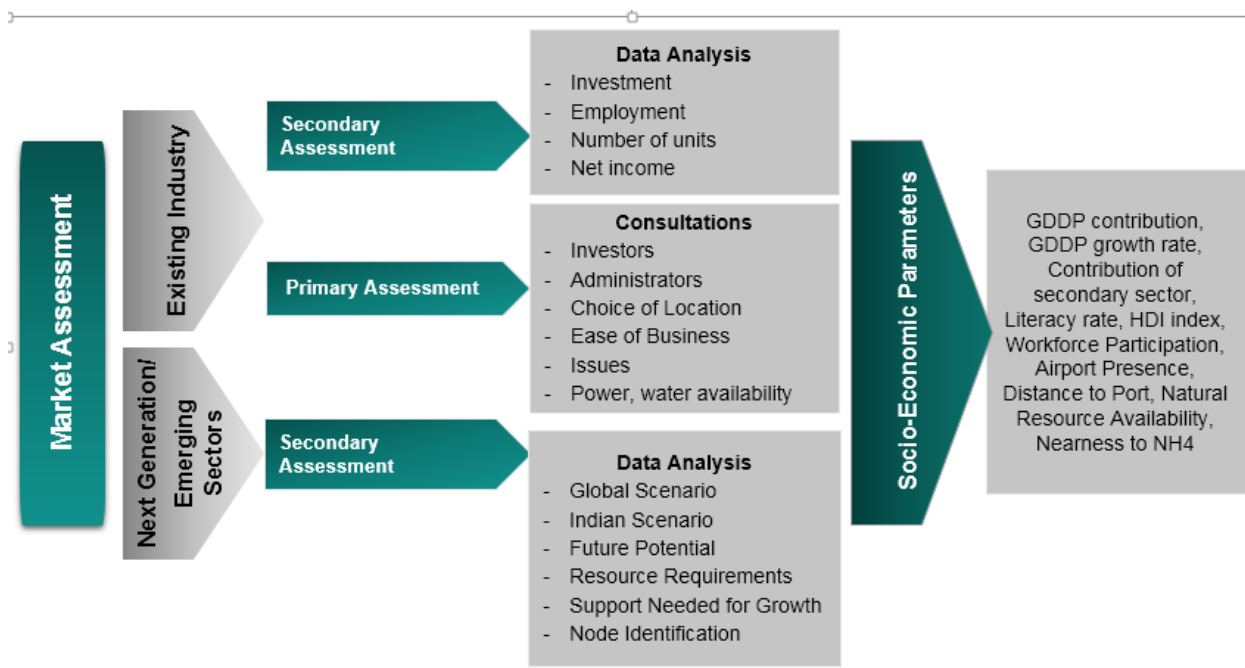 Market Assessment
Existing Industry
Next Generation/
Emerging
Sectors
Secondary
Assessment
Primary Assessment
Secondary
Assessment
Data Analysis
- Investment
- Employment
- Number of units
- Net income
Consultations
- Investors
- Administrators
- Choice of Location
- Ease of Business
- Issues
- Power, water availability
Data Analysis
- Global Scenario
- Indian Scenario
- Future Potential
- Resource Requirements
- Support Needed for Growth
- Node Identification
Socio-Economic Parameters
GDDP contribution,
GDDP growth rate,
Contribution of
secondary sector,
Literacy rate, HDI index,
Workforce Participation,
Airport Presence,
Distance to Port, Natural
Resource Availability,
Nearness to NH4